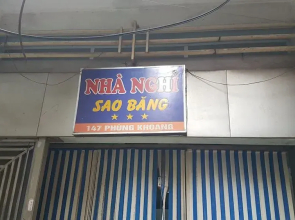 NHÀ NGHỈ
SAO BĂNG
147 PHÙNG KHOANG